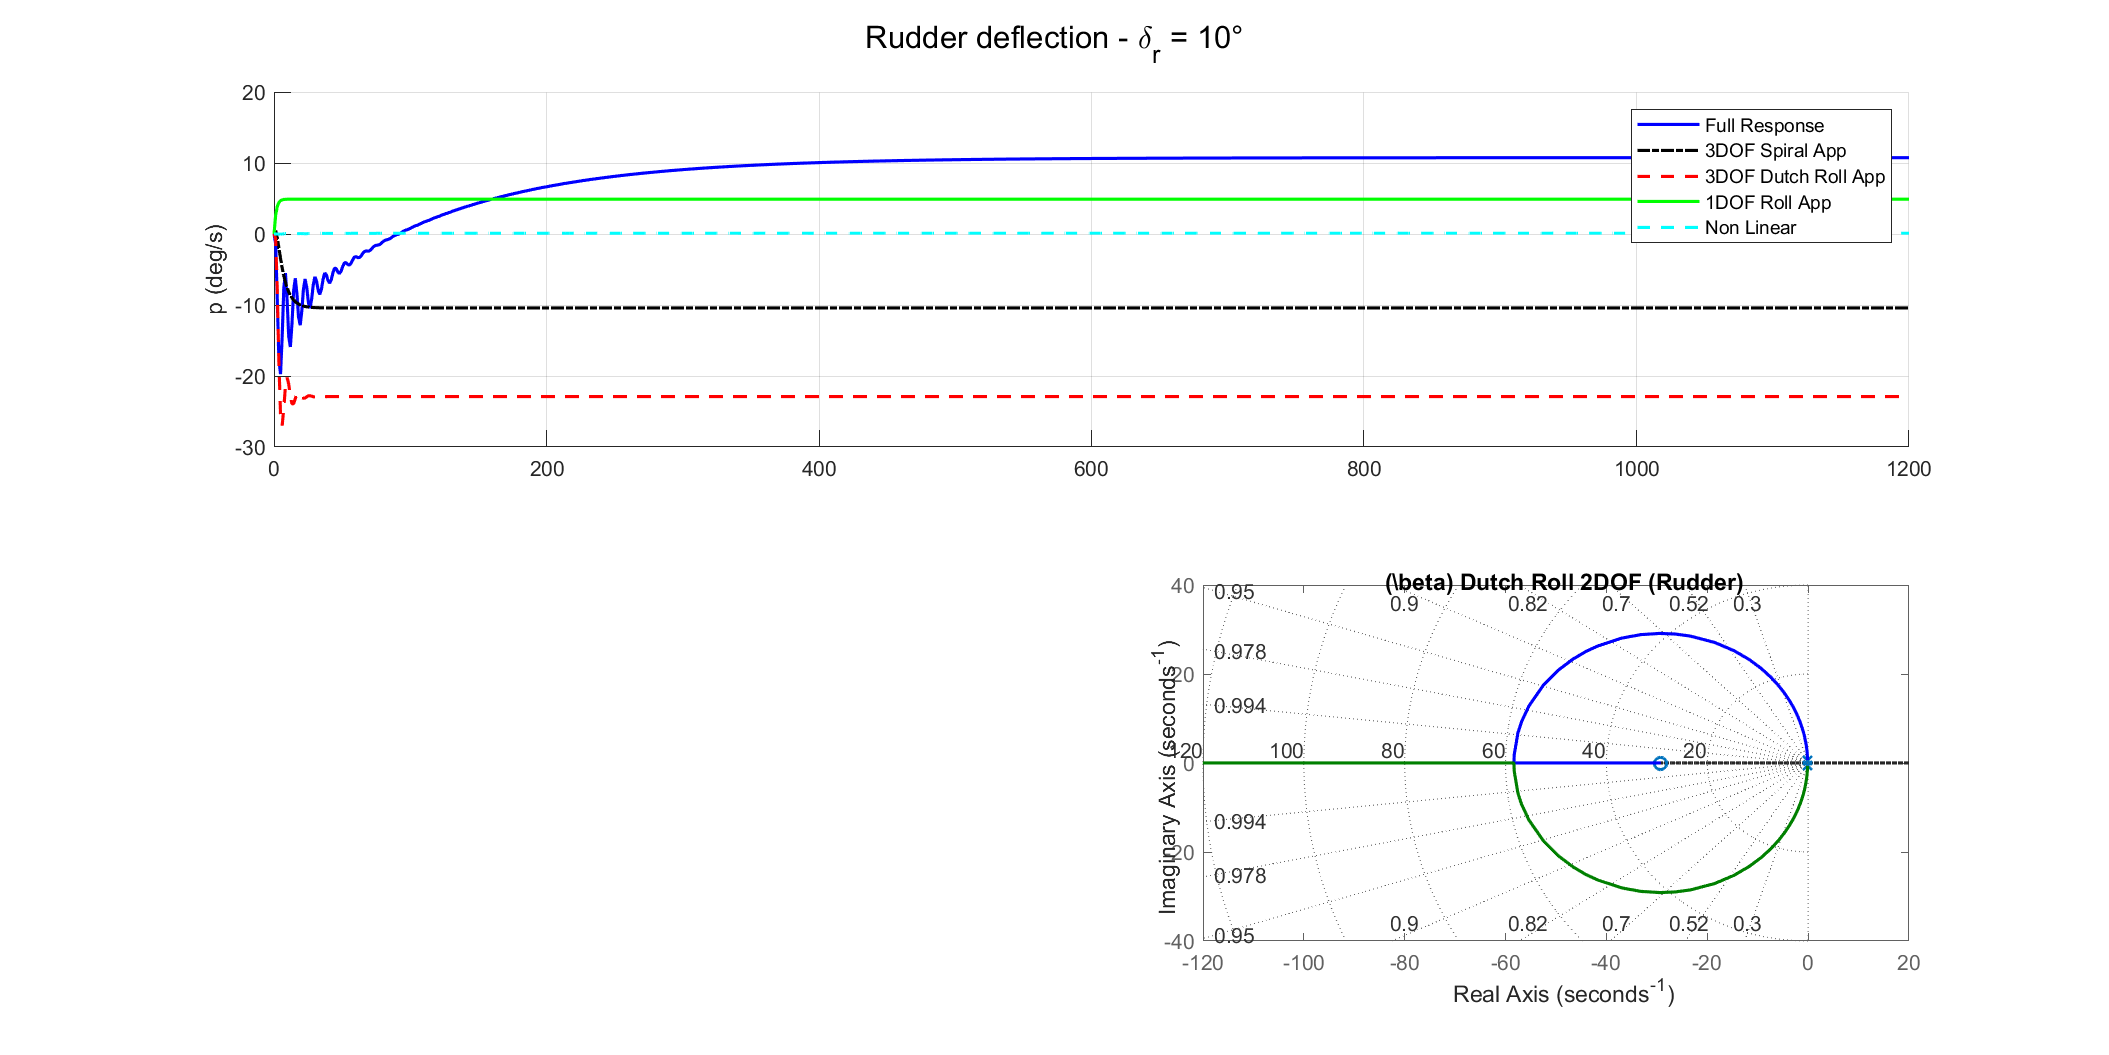 Rudder deflection - δr = 10°
20
10
0
-10
-20
-30
p (deg/s)
0 200 400 600 800 1000 1200
Full Response
3DOF Spiral App
3DOF Dutch Roll App
1DOF Roll App
Non Linear
(\beta) Dutch Roll 2DOF (Rudder)
40
20
0
-20
-40
Imaginary Axis (seconds-1)
0.95 0.9 0.82 0.7 0.52 0.3
0.978
0.994
120 100 80 60 40 20
0.994
0.978
0.95 0.9 0.82 0.7 0.52 0.3
-120 -100 -80 -60 -40 -20 0 20
Real Axis (seconds-1)